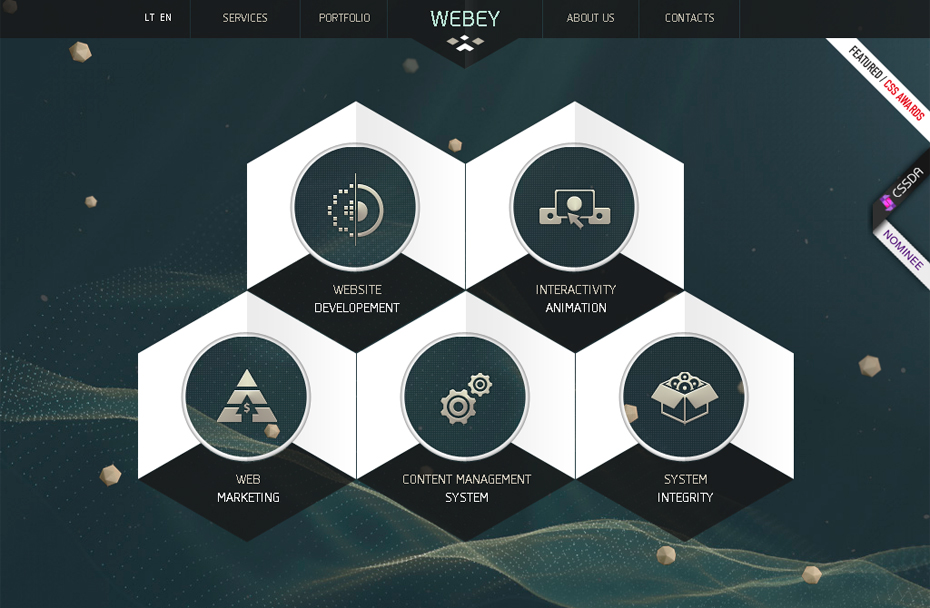 LT EN
SERVICES
PORTFOLIO
WEBEY
ABOUT US
CONTACTS
FEATURED / CSS AWARDS
CSSDA
NOMINEE
WEBSITE
DEVELOPEMENT
INTERACTIVITY
ANIMATION
$
WEB
MARKETING
CONTENT MANAGEMENT
SYSTEM
SYSTEM
INTEGRITY